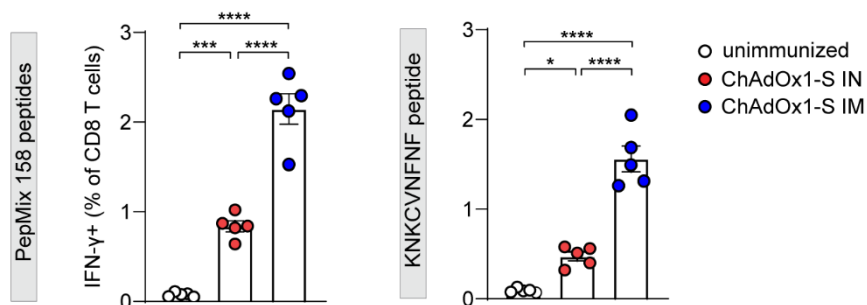 PepMix 158 peptides
IFN-γ+ (% of CD8 T cells)
3
2
1
0
****
*** ****
KNKCVNFNF peptide
3
2
1
0
****
* ****
unimmunized
ChAdOx1-S IN
ChAdOx1-S IM